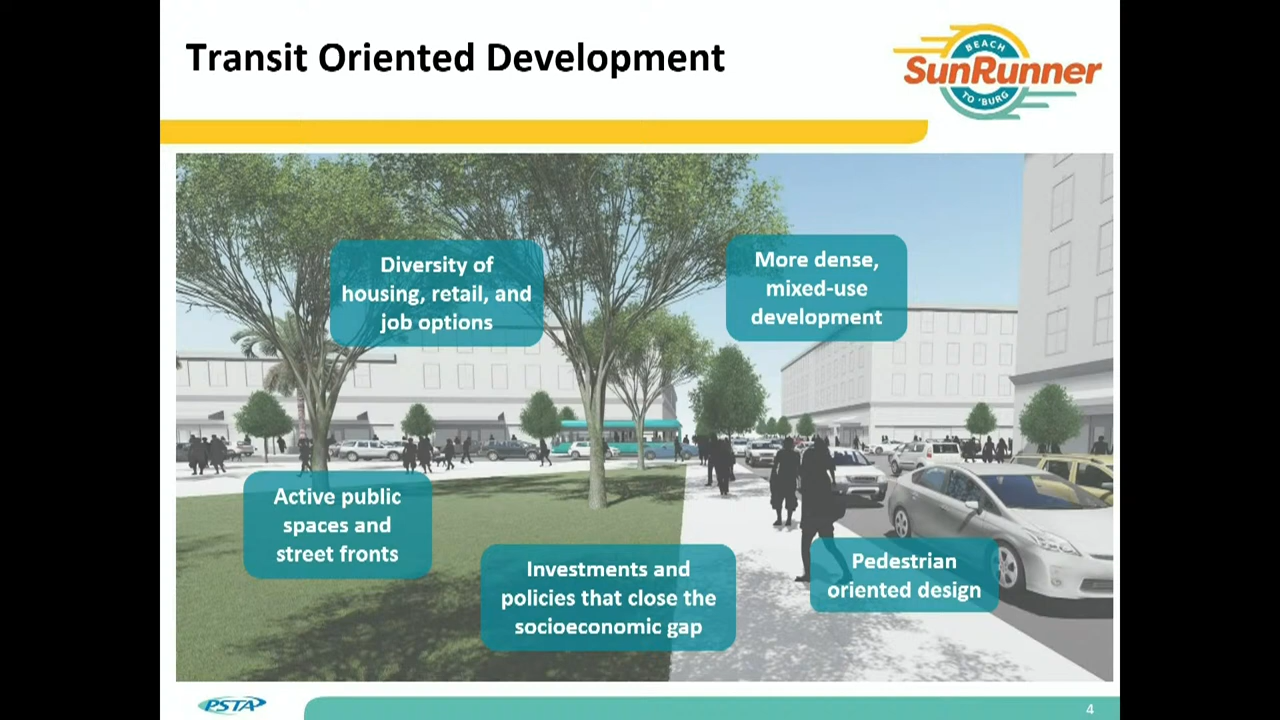 Transit Oriented Development
BEACH
SunRunner
TO 'BURG
Diversity of
housing, retail, and
job options
More dense,
mixed-use
development
Active public
spaces and
street fronts
Investments and
policies that close the
socioeconomic gap
Pedestrian
oriented design
PSTA
4